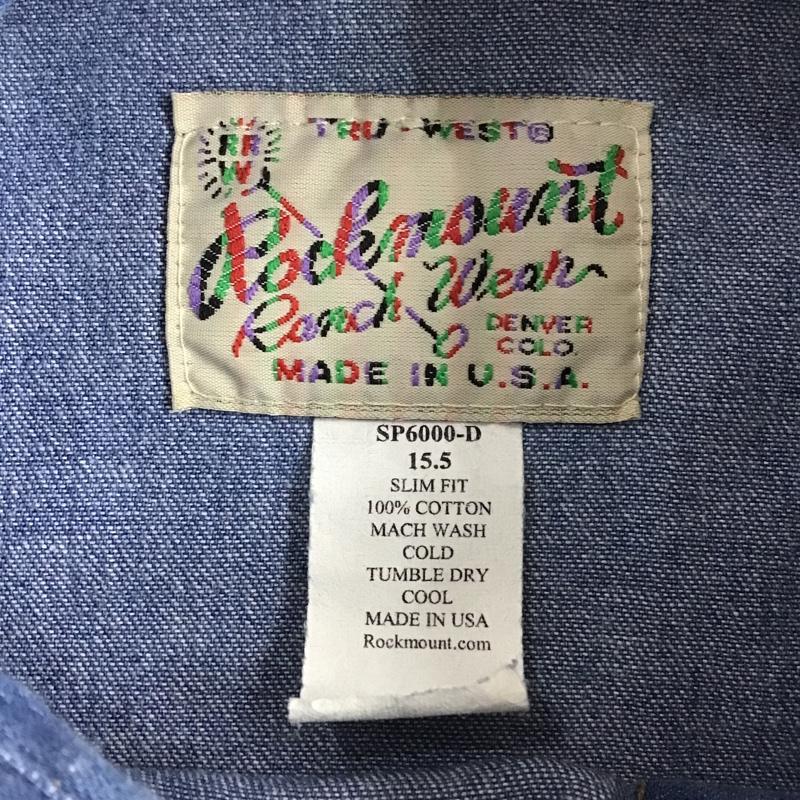 TRU-WEST®
RR
W
Rockmount
Ranch Wear
DENVER
COLO.
MADE IN U.S.A.
SP6000-D
15.5
SLIM FIT
100% COTTON
MACH WASH
COLD
TUMBLE DRY
COOL
MADE IN USA
Rockmount.com